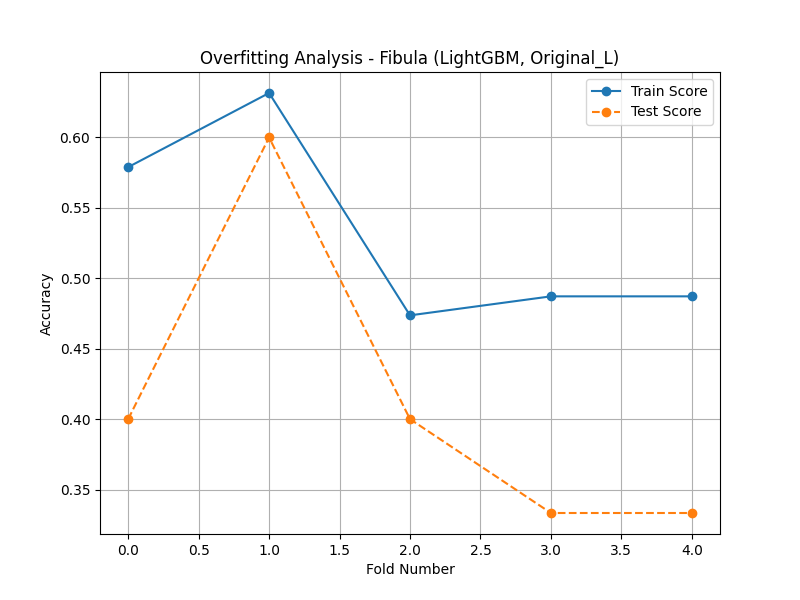 Overfitting Analysis - Fibula (LightGBM, Original_L)
Train Score
Test Score
Accuracy
0.60
0.55
0.50
0.45
0.40
0.35
0.0 0.5 1.0 1.5 2.0 2.5 3.0 3.5 4.0
Fold Number